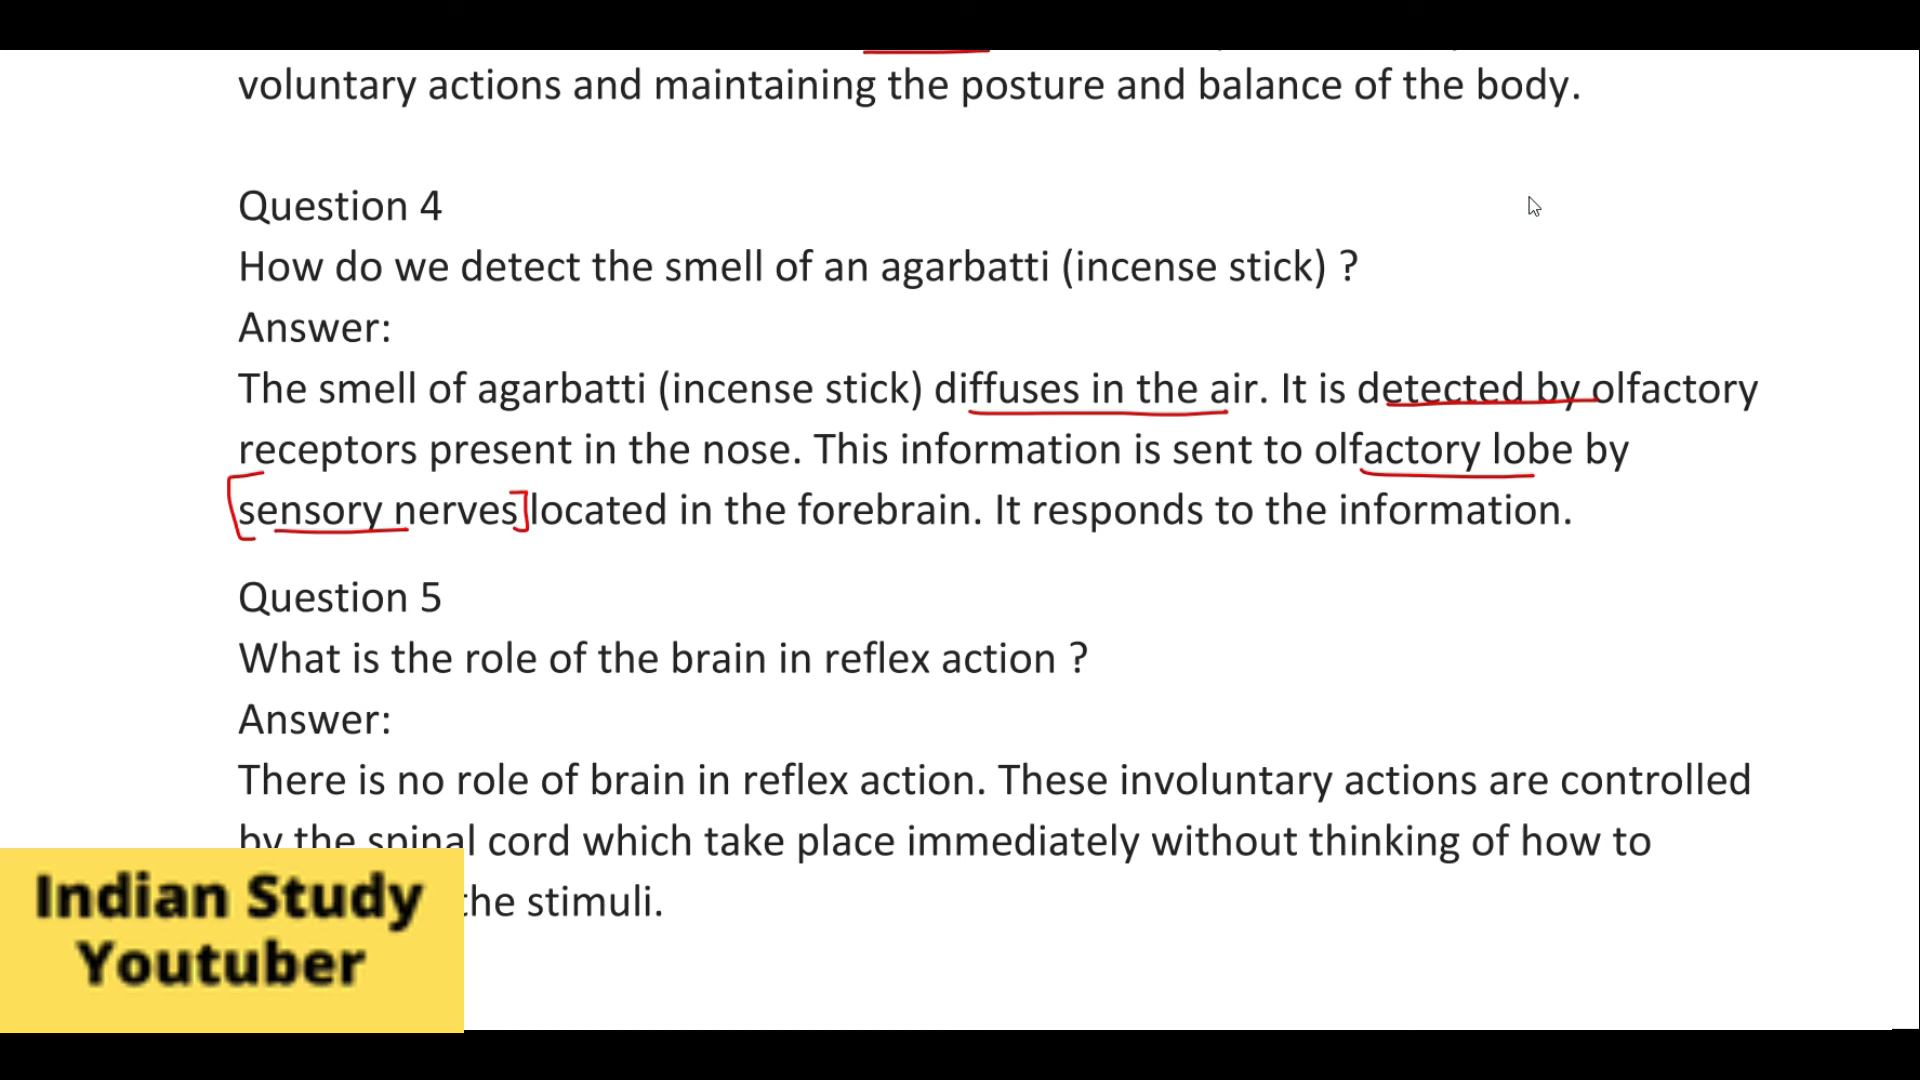 voluntary actions and maintaining the posture and balance of the body.
Question 4
How do we detect the smell of an agarbatti (incense stick) ?
Answer:
The smell of agarbatti (incense stick) diffuses in the air. It is detected by olfactory
receptors present in the nose. This information is sent to olfactory lobe by
sensory nerves located in the forebrain. It responds to the information.
Question 5
What is the role of the brain in reflex action ?
Answer:
There is no role of brain in reflex action. These involuntary actions are controlled
by the spinal cord which take place immediately without thinking of how to
the stimuli.
Indian Study
Youtuber